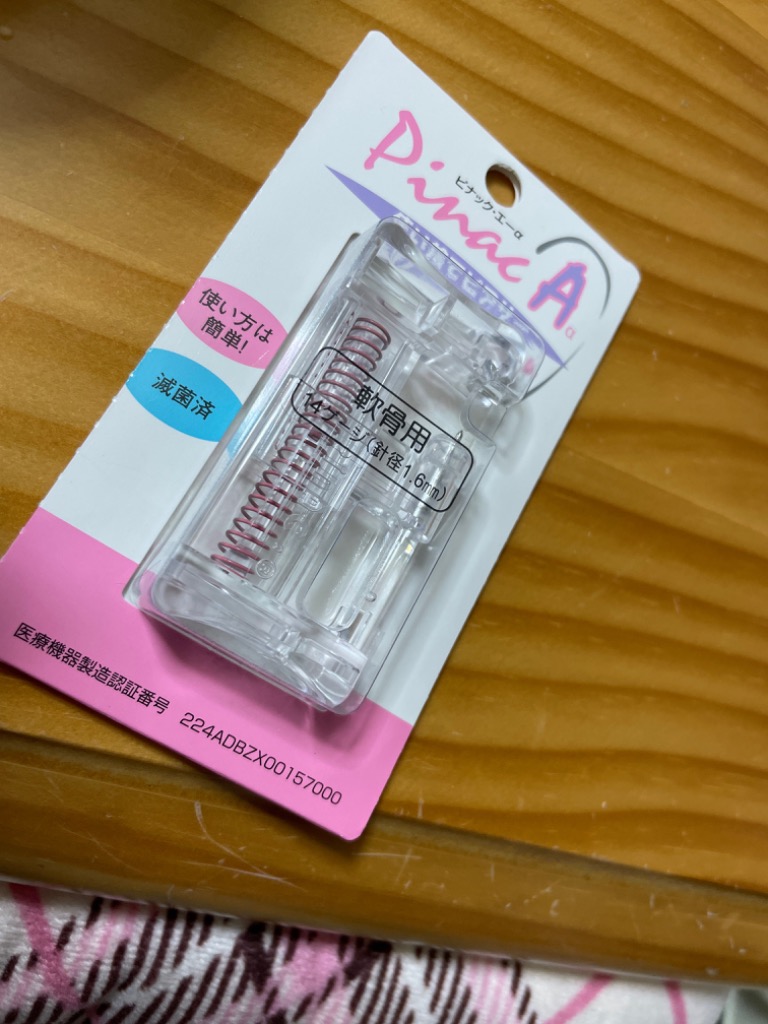 Pinac Aα
ピナック・エーα
使い方は
簡単!
滅菌済
軟骨用
14ゲージ(針径1.6mm)
医療機器製造認証番号 224ADBZX00157000